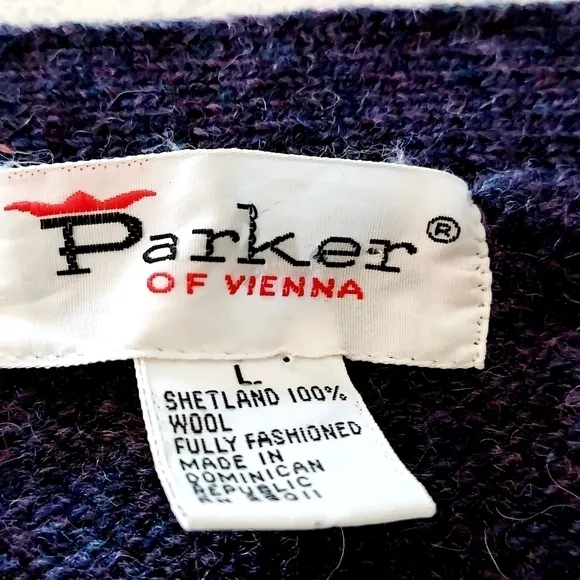 Parker®
OF VIENNA
L.
SHETLAND 100%
WOOL
FULLY FASHIONED
MADE IN
DOMINICAN
REPUBLIC